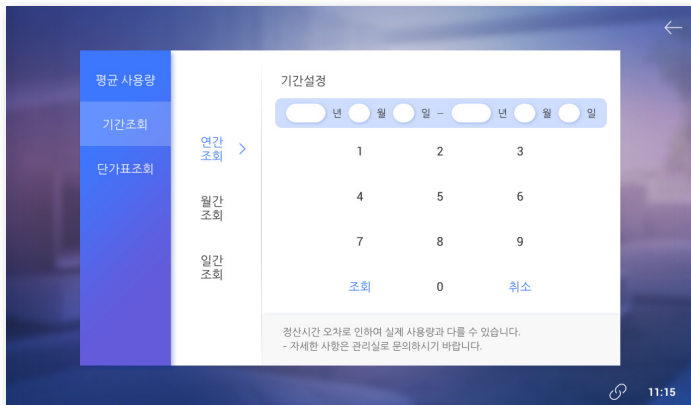 평균 사용량
기간조회
단가표조회
연간
조회
월간
조회
일간
조회
기간설정
년 월 일 – 년 월 일
1 2 3
4 5 6
7 8 9
조회 0 취소
정산시간 오차로 인하여 실제 사용량과 다를 수 있습니다.
- 자세한 사항은 관리실로 문의하시기 바랍니다.
11:15